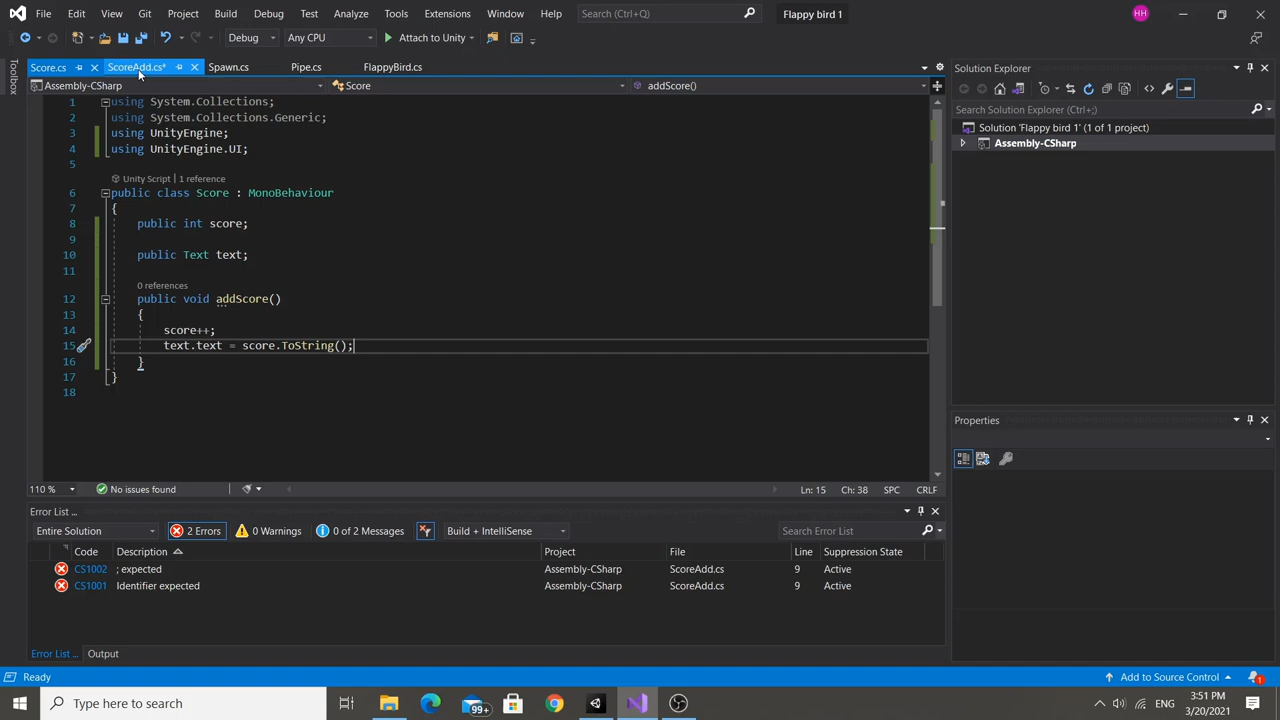 File Edit View Git Project Build Debug Test Analyze Tools Extensions Window Help Search (Ctrl+Q) Flappy bird 1 HH
Debug Any CPU Attach to Unity
Toolbox
Score.cs ScoreAdd.cs* Spawn.cs Pipe.cs FlappyBird.cs
Assembly-CSharp Score addScore()
1 using System.Collections;
2 using System.Collections.Generic;
3 using UnityEngine;
4 using UnityEngine.UI;
5
Unity Script | 1 reference
6 public class Score : MonoBehaviour
7 {
8 public int score;
9
10 public Text text;
11
0 references
12 public void addScore()
13 {
14 score++;
15 text.text = score.ToString();
16 }
17 }
18
110 % No issues found Ln: 15 Ch: 38 SPC CRLF
Error List ...
Entire Solution 2 Errors 0 Warnings 0 of 2 Messages Build + IntelliSense Search Error List
Code Description Project File Line Suppression State
CS1002 ; expected Assembly-CSharp ScoreAdd.cs 9 Active
CS1001 Identifier expected Assembly-CSharp ScoreAdd.cs 9 Active
Error List ... Output
Solution Explorer
Search Solution Explorer (Ctrl+;)
Solution 'Flappy bird 1' (1 of 1 project)
Assembly-CSharp
Properties
Ready Add to Source Control 1
Type here to search 99+ ENG 3:51 PM
3/20/2021